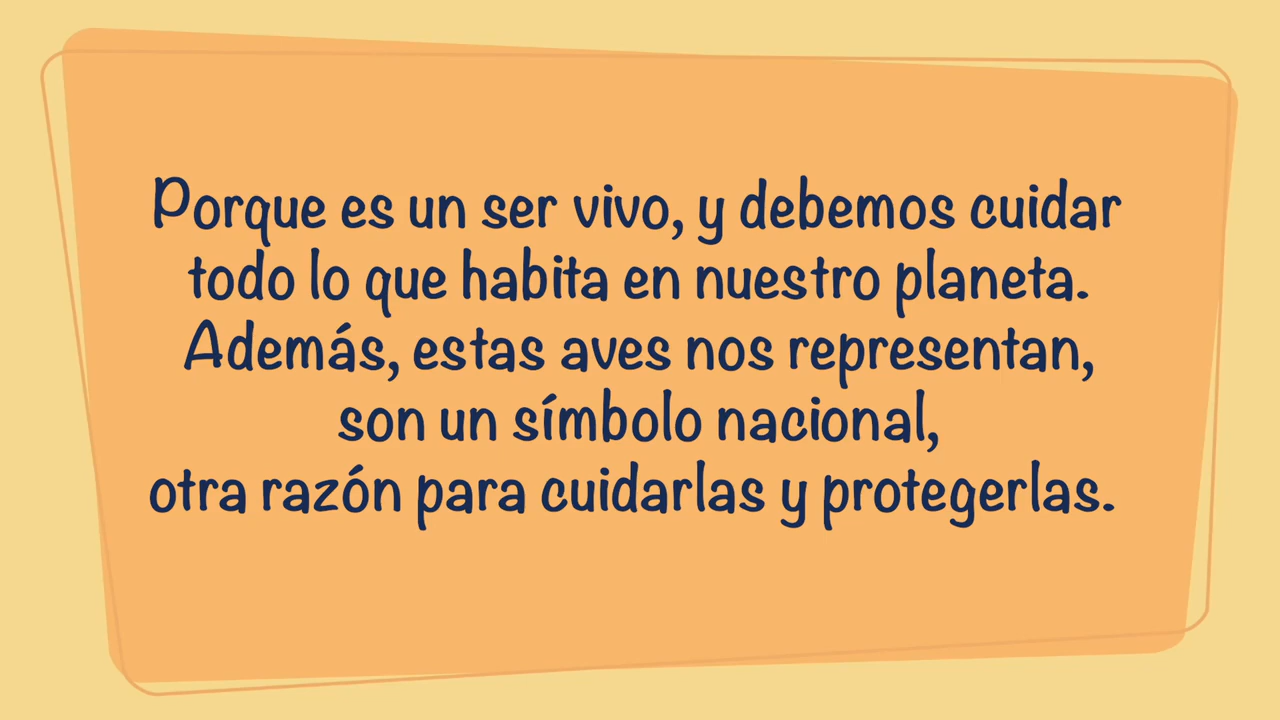 Porque es un ser vivo, y debemos cuidar
todo lo que habita en nuestro planeta.
Además, estas aves nos representan,
son un símbolo nacional,
otra razón para cuidarlas y protegerlas.